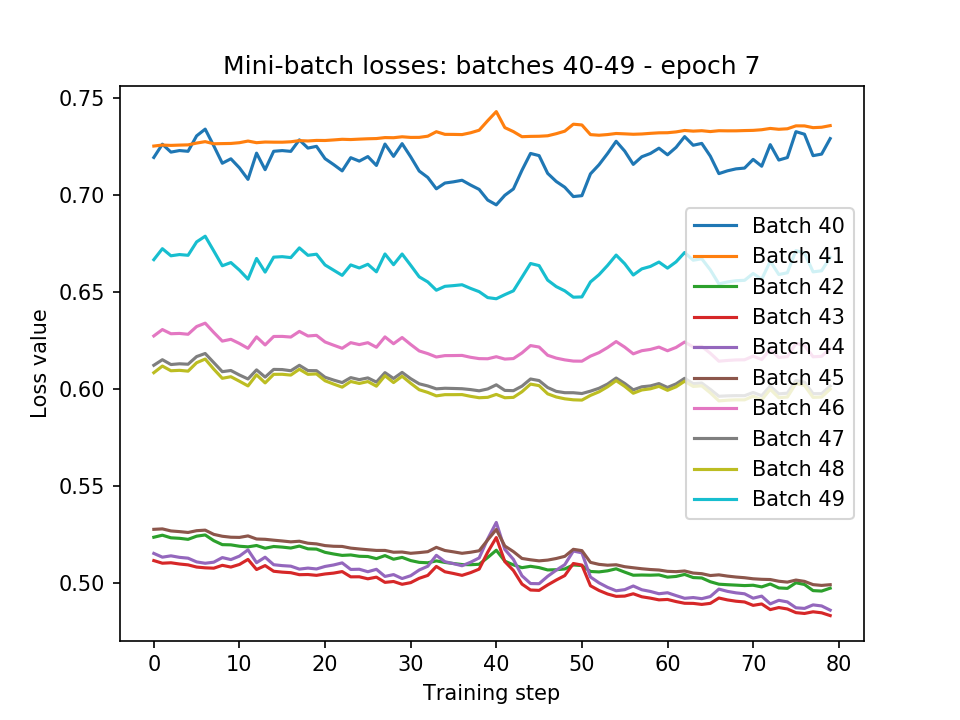 Mini-batch losses: batches 40-49 - epoch 7
0.75
0.70
0.65
0.60
0.55
0.50
Loss value
Batch 40
Batch 41
Batch 42
Batch 43
Batch 44
Batch 45
Batch 46
Batch 47
Batch 48
Batch 49
0 10 20 30 40 50 60 70 80
Training step